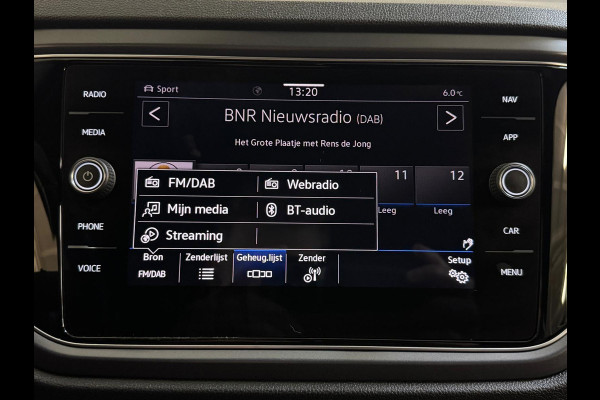 RADIO
MEDIA
PHONE
VOICE
Sport
13:20
6.0°C
BNR Nieuwsradio (DAB)
Het Grote Plaatje met Rens de Jong
11
12
Leeg
Leeg
FM/DAB
Webradio
Mijn media
BT-audio
Streaming
Bron
FM/DAB
Zenderlijst
Geheug.lijst
Zender
Setup
NAV
APP
CAR
MENU